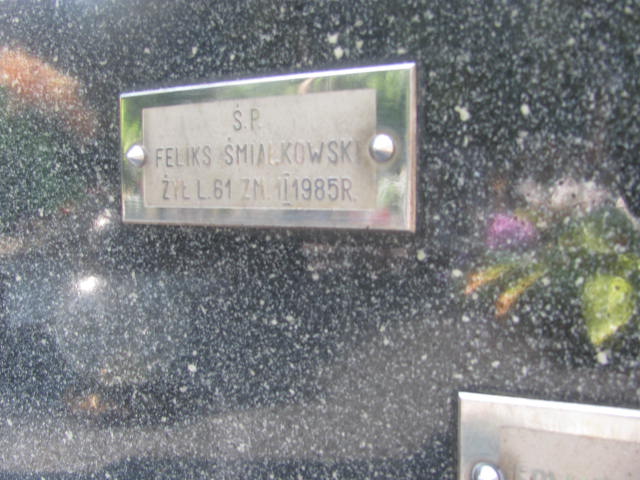 Ś.P.
FELIKS ŚMIAŁKOWSKI
ŻYŁ L.61 ZM. II 1985R.